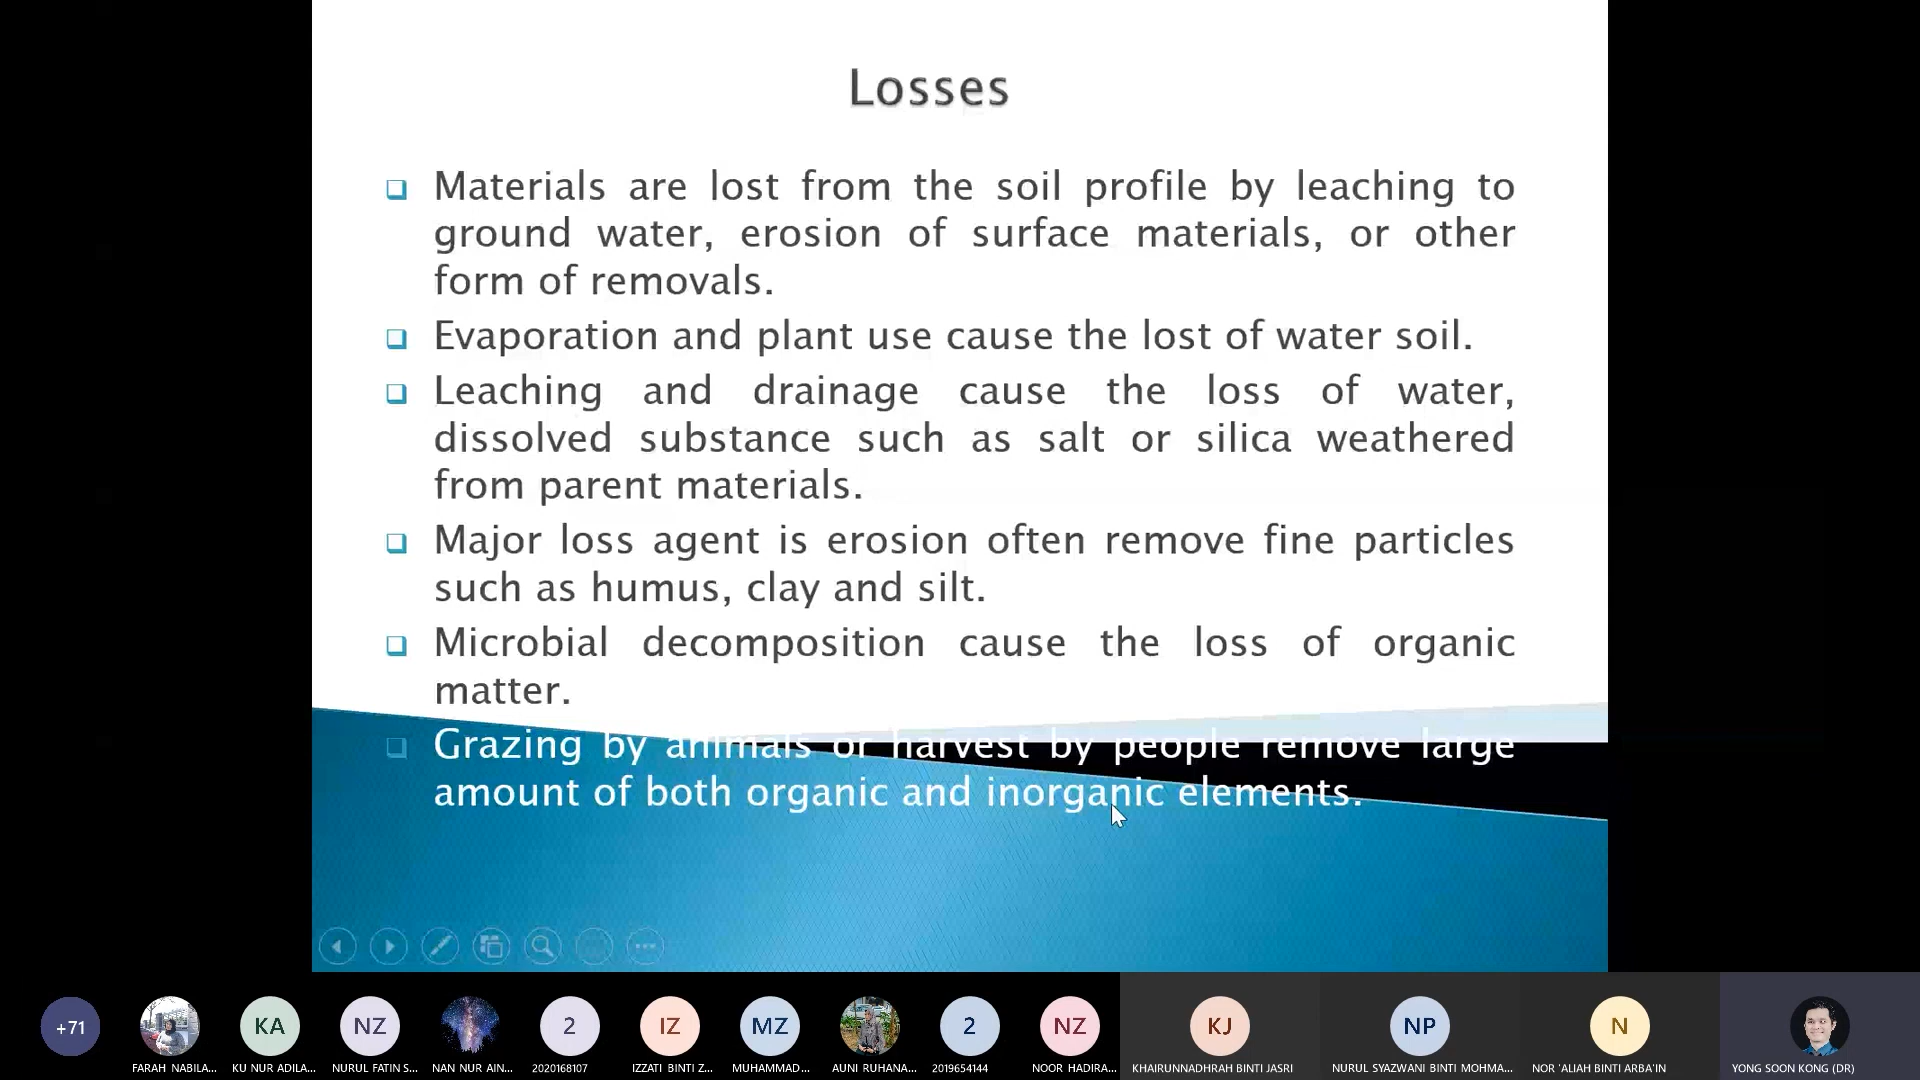 Losses
Materials are lost from the soil profile by leaching to
ground water, erosion of surface materials, or other
form of removals.
Evaporation and plant use cause the lost of water soil.
Leaching and drainage cause the loss of water,
dissolved substance such as salt or silica weathered
from parent materials.
Major loss agent is erosion often remove fine particles
such as humus, clay and silt.
Microbial decomposition cause the loss of organic
matter.
Grazing by animals or harvest by people remove large
amount of both organic and inorganic elements.
+71
KA
NZ
2
IZ
MZ
2
NZ
KJ
NP
N
FARAH NABILA...
KU NUR ADILA...
NURUL FATIN S...
NAN NUR AIN...
2020168107
IZZATI BINTI Z...
MUHAMMAD...
AUNI RUHANA...
2019654144
NOOR HADIRA...
KHAIRUNNADHRAH BINTI JASRI
NURUL SYAZWANI BINTI MOHMA...
NOR 'ALIAH BINTI ARBA'IN
YONG SOON KONG (DR)